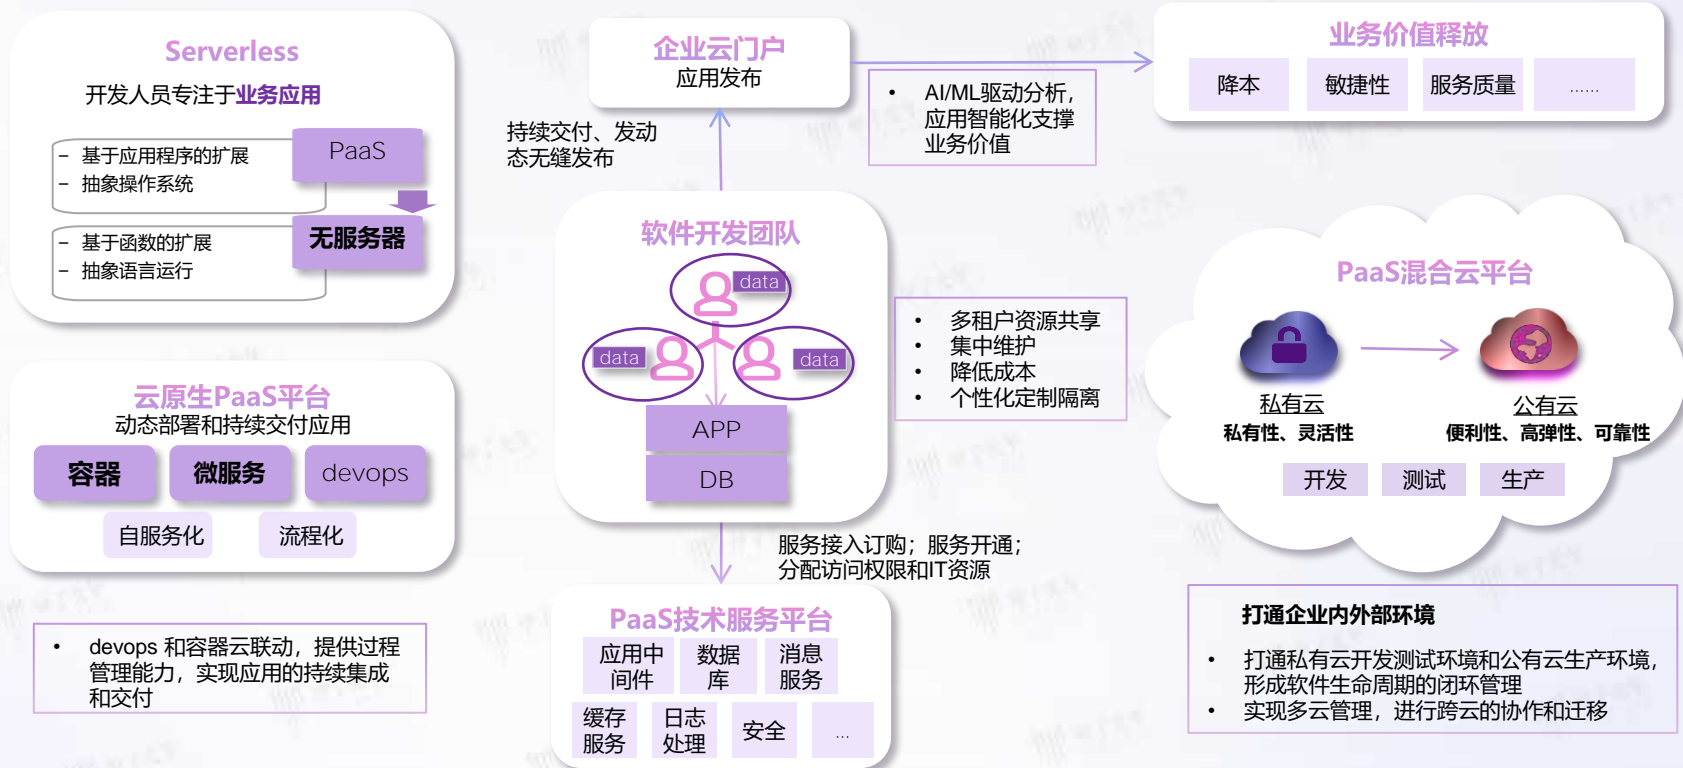 Serverless
开发人员专注于业务应用
– 基于应用程序的扩展
– 抽象操作系统
PaaS
– 基于函数的扩展
– 抽象语言运行
无服务器
云原生PaaS平台
动态部署和持续交付应用
容器
微服务
devops
自服务化
流程化
• devops 和容器云联动，提供过程
管理能力，实现应用的持续集成
和交付
企业云门户
应用发布
持续交付、发动
态无缝发布
• AI/ML驱动分析，
应用智能化支撑
业务价值
软件开发团队
data
data
data
APP
DB
• 多租户资源共享
• 集中维护
• 降低成本
• 个性化定制隔离
服务接入订购；服务开通；
分配访问权限和IT资源
PaaS技术服务平台
应用中
间件
数据
库
消息
服务
缓存
服务
日志
处理
安全
...
业务价值释放
降本
敏捷性
服务质量
......
PaaS混合云平台
私有云
私有性、灵活性
公有云
便利性、高弹性、可靠性
开发
测试
生产
打通企业内外部环境
• 打通私有云开发测试环境和公有云生产环境，
形成软件生命周期的闭环管理
• 实现多云管理，进行跨云的协作和迁移